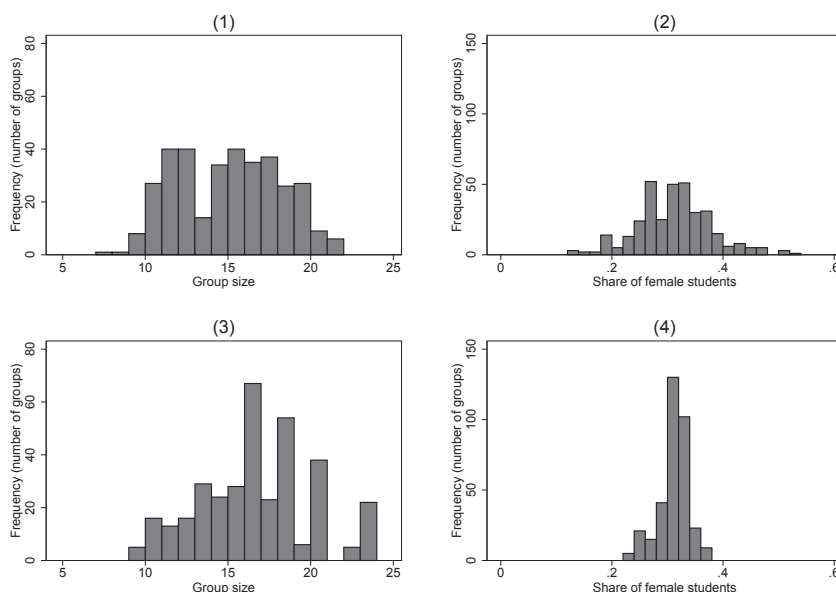 (1)
Frequency (number of groups)
0 20 40 60 80
5 10 15 20 25
Group size
(2)
Frequency (number of groups)
0 50 100 150
0 .2 .4 .6
Share of female students
(3)
Frequency (number of groups)
0 20 40 60 80
5 10 15 20 25
Group size
(4)
Frequency (number of groups)
0 50 100 150
0 .2 .4 .6
Share of female students